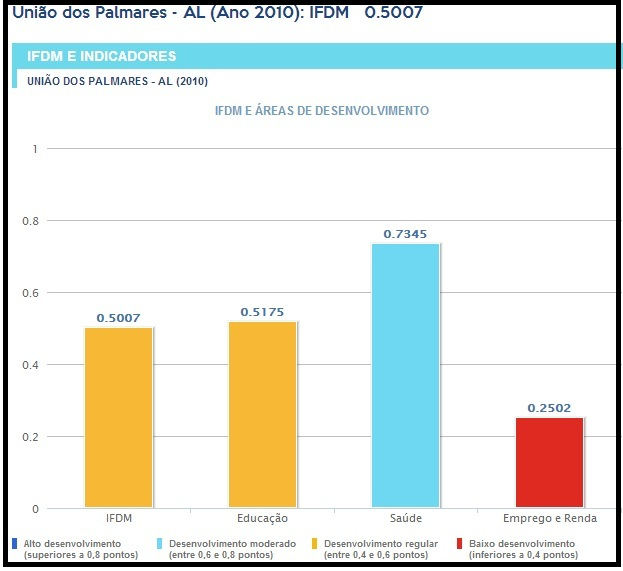 União dos Palmares - AL (Ano 2010): IFDM 0.5007
IFDM E INDICADORES
UNIÃO DOS PALMARES - AL (2010)
IFDM E ÁREAS DE DESENVOLVIMENTO
1
0.8
0.6
0.4
0.2
0
0.5007
0.5175
0.7345
0.2502
IFDM
Educação
Saúde
Emprego e Renda
Alto desenvolvimento
(superiores a 0,8 pontos)
Desenvolvimento moderado
(entre 0,6 e 0,8 pontos)
Desenvolvimento regular
(entre 0,4 e 0,6 pontos)
Baixo desenvolvimento
(inferiores a 0,4 pontos)